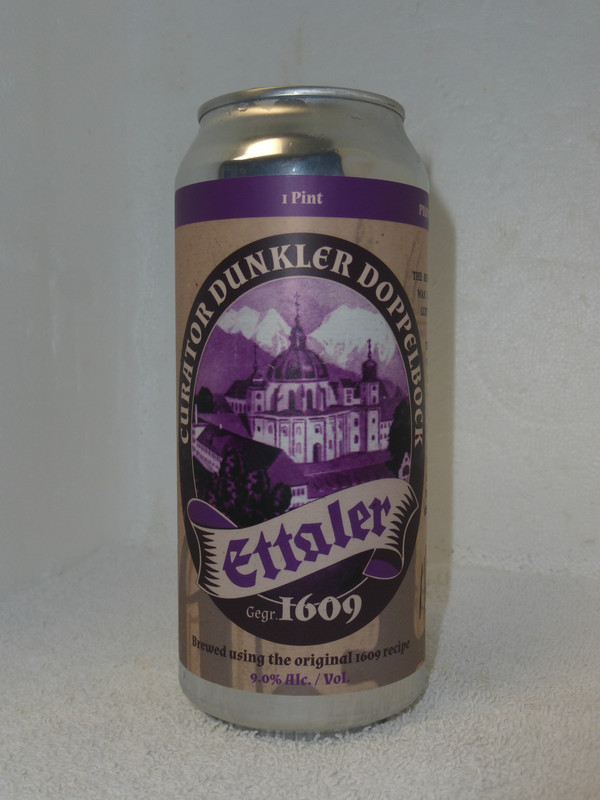 1 Pint
CURATOR DUNKLER DOPPELBOCK
Ettaler
Gegr. 1609
Brewed using the original 1609 recipe
9.0% Alc. / Vol.